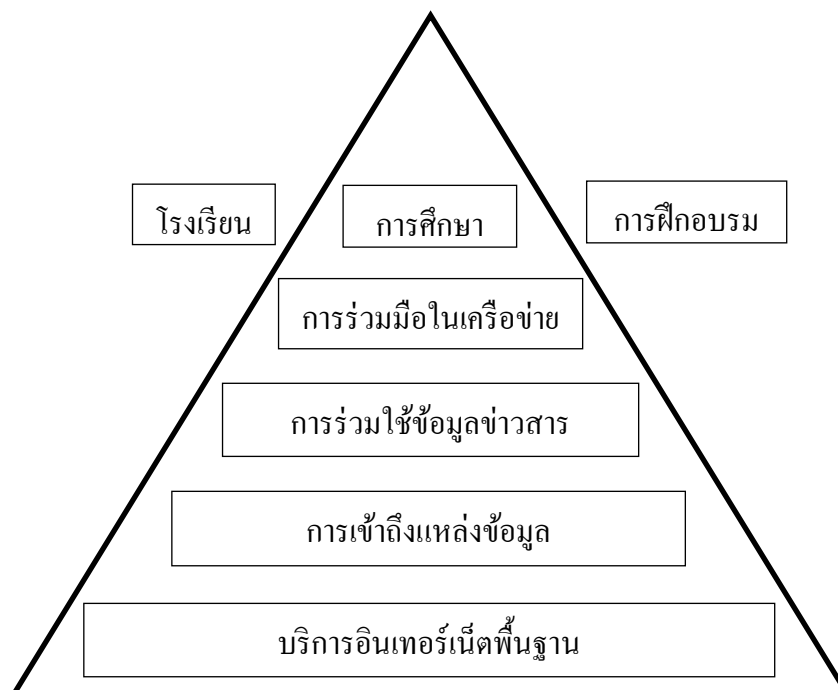 โรงเรียน
การศึกษา
การฝึกอบรม
การร่วมมือในเครือข่าย
การร่วมใช้ข้อมูลข่าวสาร
การเข้าถึงแหล่งข้อมูล
บริการอินเทอร์เน็ตพื้นฐาน